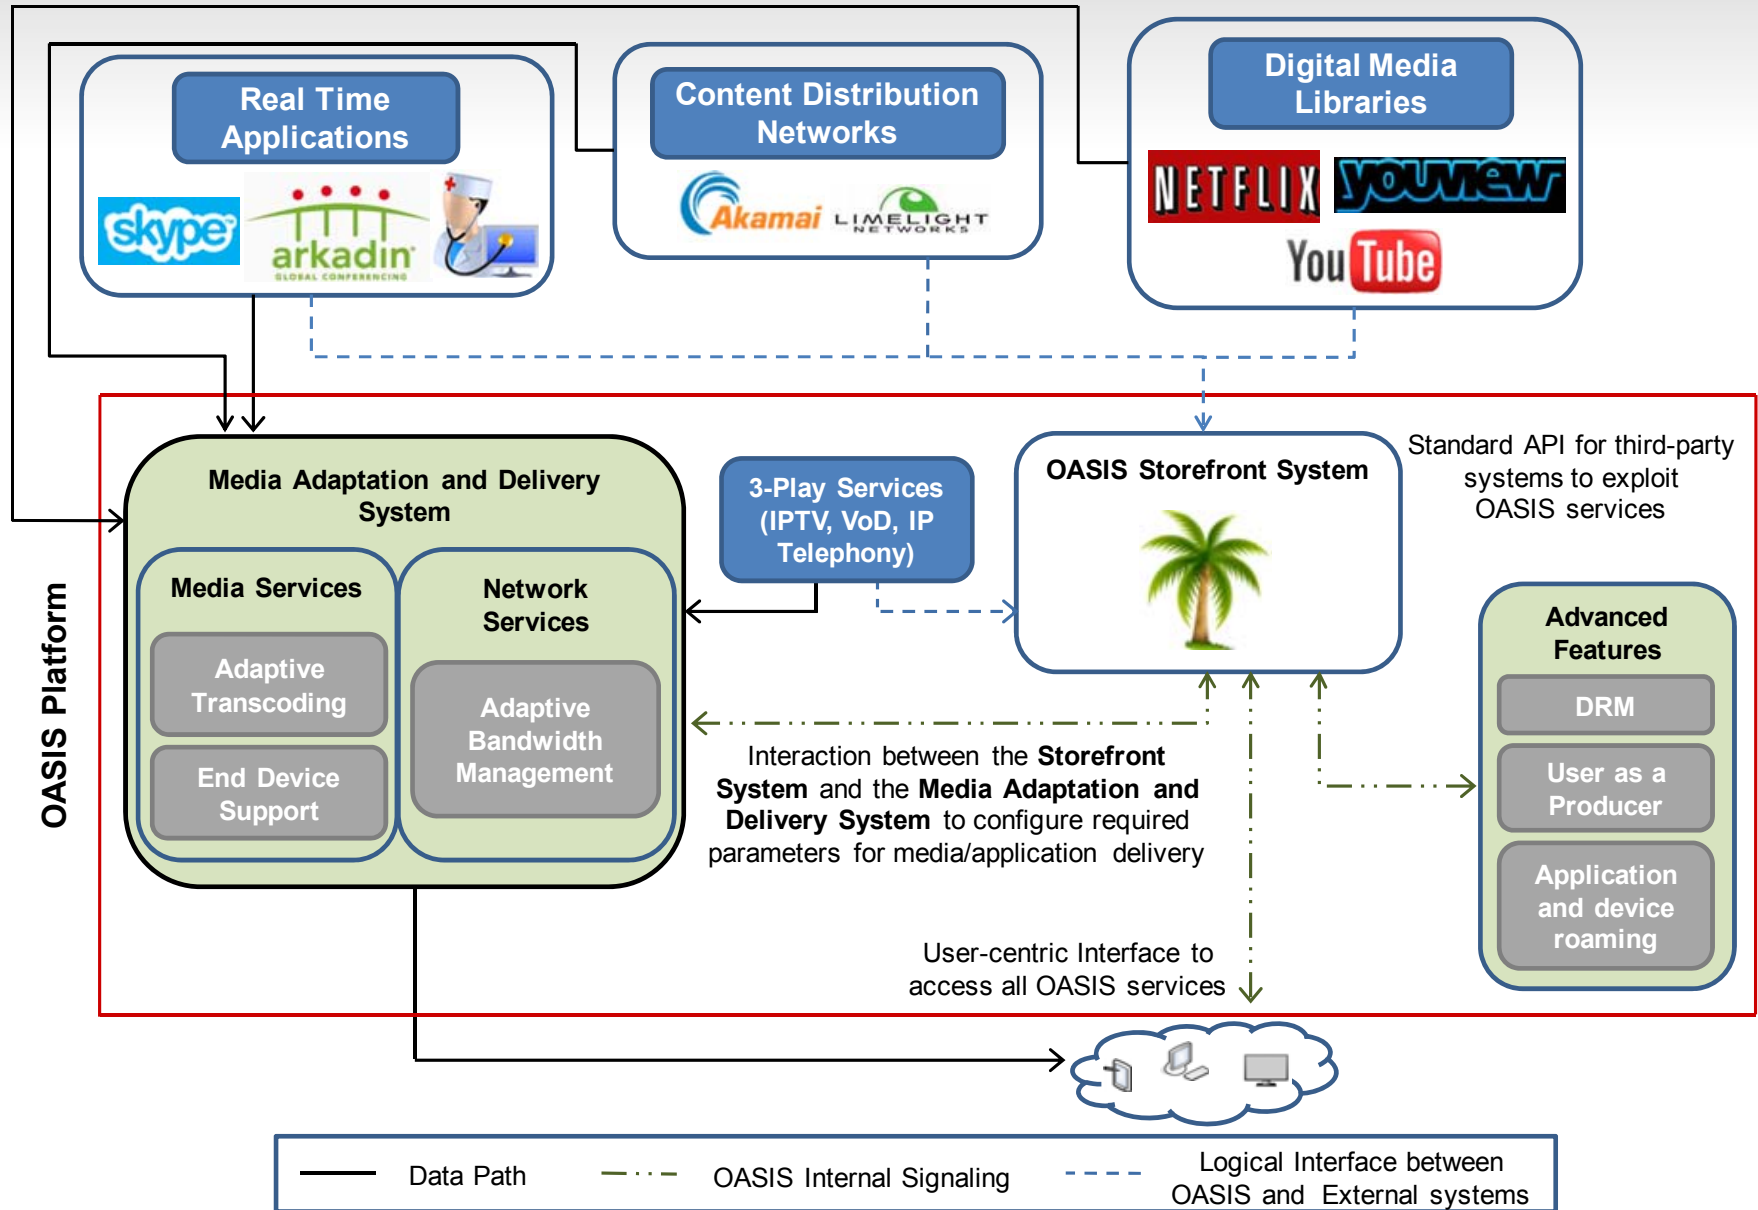 Real Time
Applications
skype
arkadin
GLOBAL CONFERENCING
Content Distribution
Networks
Akamai
LIMELIGHT
NETWORKS
Digital Media
Libraries
NETFLIX
youview
YouTube
OASIS Platform
Media Adaptation and Delivery
System
Media Services
Adaptive
Transcoding
End Device
Support
Network
Services
Adaptive
Bandwidth
Management
3-Play Services
(IPTV, VoD, IP
Telephony)
OASIS Storefront System
Standard API for third-party
systems to exploit
OASIS services
Advanced
Features
DRM
User as a
Producer
Application
and device
roaming
Interaction between the Storefront
System and the Media Adaptation and
Delivery System to configure required
parameters for media/application delivery
User-centric Interface to
access all OASIS services
Data Path
OASIS Internal Signaling
Logical Interface between
OASIS and External systems